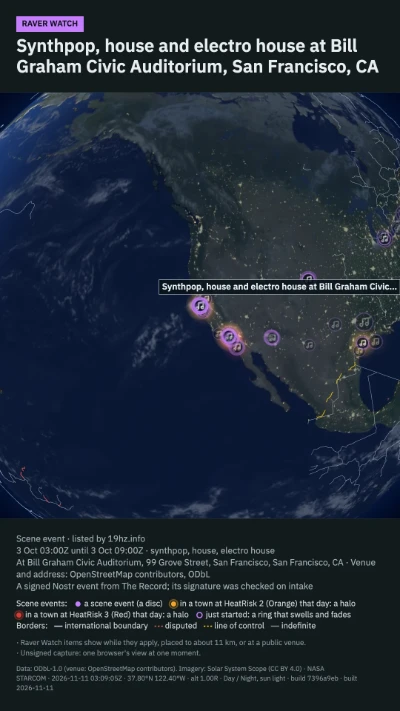 RAVER WATCH
Synthpop, house and electro house at Bill
Graham Civic Auditorium, San Francisco, CA
Synthpop, house and electro house at Bill Graham Civic...
Scene event · listed by 19hz.info
3 Oct 03:00Z until 3 Oct 09:00Z · synthpop, house, electro house
At Bill Graham Civic Auditorium, 99 Grove Street, San Francisco, San Francisco, CA · Venue
and address: OpenStreetMap contributors, ODbL
A signed Nostr event from The Record; its signature was checked on intake
Scene events: a scene event (a disc) in a town at HeatRisk 2 (Orange) that day: a halo
in a town at HeatRisk 3 (Red) that day: a halo just started: a ring that swells and fades
Borders: international boundary disputed line of control indefinite
· Raver Watch items show while they apply, placed to about 11 km, or at a public venue.
· Unsigned capture: one browser's view at one moment.
Data: ODbL-1.0 (venue: OpenStreetMap contributors). Imagery: Solar System Scope (CC BY 4.0) · NASA
STARCOM · 2026-11-11 03:09:05Z · 37.80°N 122.40°W · alt 1.00R · Day / Night, sun light · build 7396a9eb · built
2026-11-11